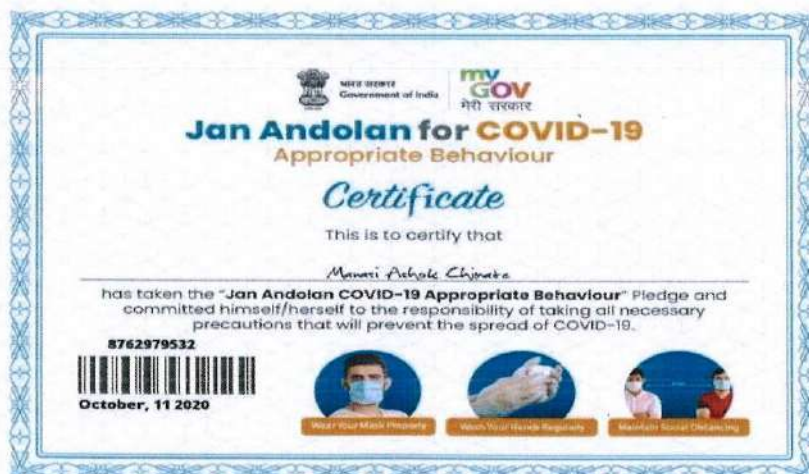 भारत सरकार
Government of India
my
GOV
मेरी सरकार
Jan Andolan for COVID-19
Appropriate Behaviour
Certificate
This is to certify that
Manasi Ashok
has taken the "Jan Andolan COVID-19 Appropriate Behaviour" Pledge and
committed himself/herself to the responsibility of taking all necessary
precautions that will prevent the spread of COVID-19.
8762979532
October, 11 2020
Wear Your Mask Properly
Wash Your Hands Regularly
Maintain Social Distancing